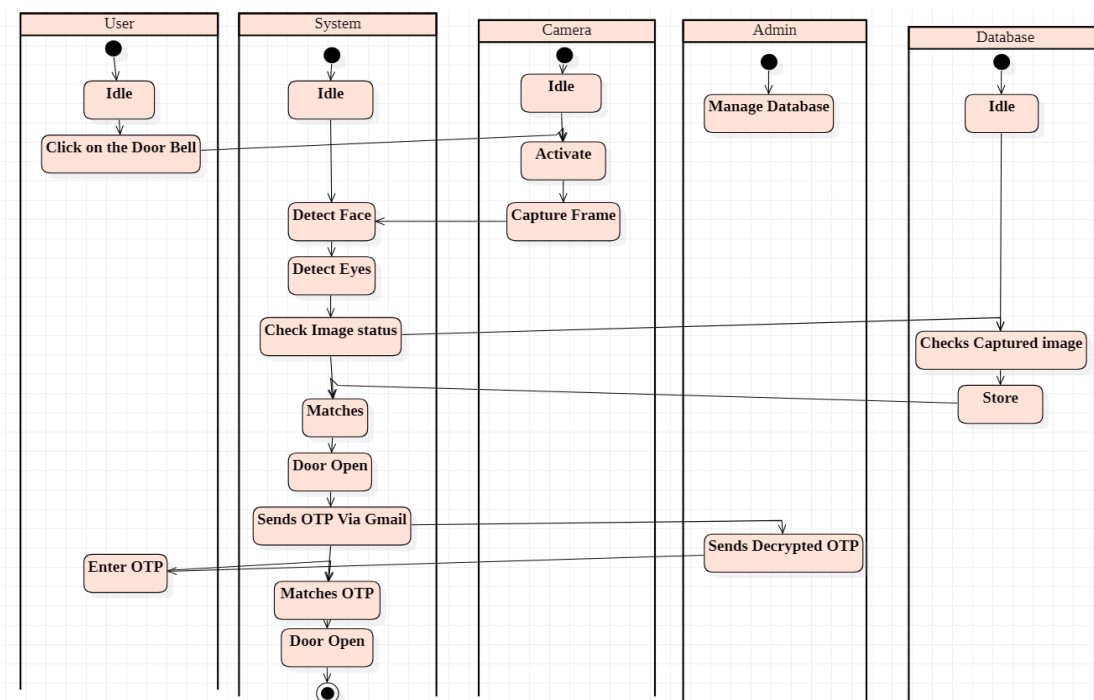 User
System
Camera
Admin
Database
Idle
Click on the Door Bell
Enter OTP
Idle
Detect Face
Detect Eyes
Check Image status
Matches
Door Open
Sends OTP Via Gmail
Matches OTP
Door Open
Idle
Activate
Capture Frame
Manage Database
Sends Decrypted OTP
Idle
Checks Captured image
Store